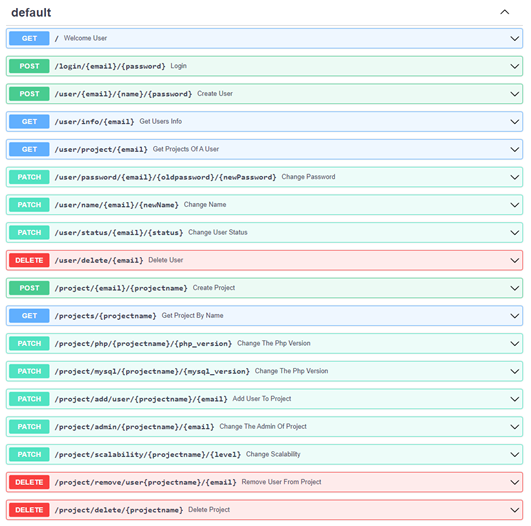 default
GET / Welcome User
POST /login/{email}/{password} Login
POST /user/{email}/{name}/{password} Create User
GET /user/info/{email} Get Users Info
GET /user/project/{email} Get Projects Of A User
PATCH /user/password/{email}/{oldpassword}/{newPassword} Change Password
PATCH /user/name/{email}/{newName} Change Name
PATCH /user/status/{email}/{status} Change User Status
DELETE /user/delete/{email} Delete User
POST /project/{email}/{projectname} Create Project
GET /projects/{projectname} Get Project By Name
PATCH /project/php/{projectname}/{php_version} Change The Php Version
PATCH /project/mysql/{projectname}/{mysql_version} Change The Php Version
PATCH /project/add/user/{projectname}/{email} Add User To Project
PATCH /project/admin/{projectname}/{email} Change The Admin Of Project
PATCH /project/scalability/{projectname}/{level} Change Scalability
DELETE /project/remove/user{projectname}/{email} Remove User From Project
DELETE /project/delete/{projectname} Delete Project